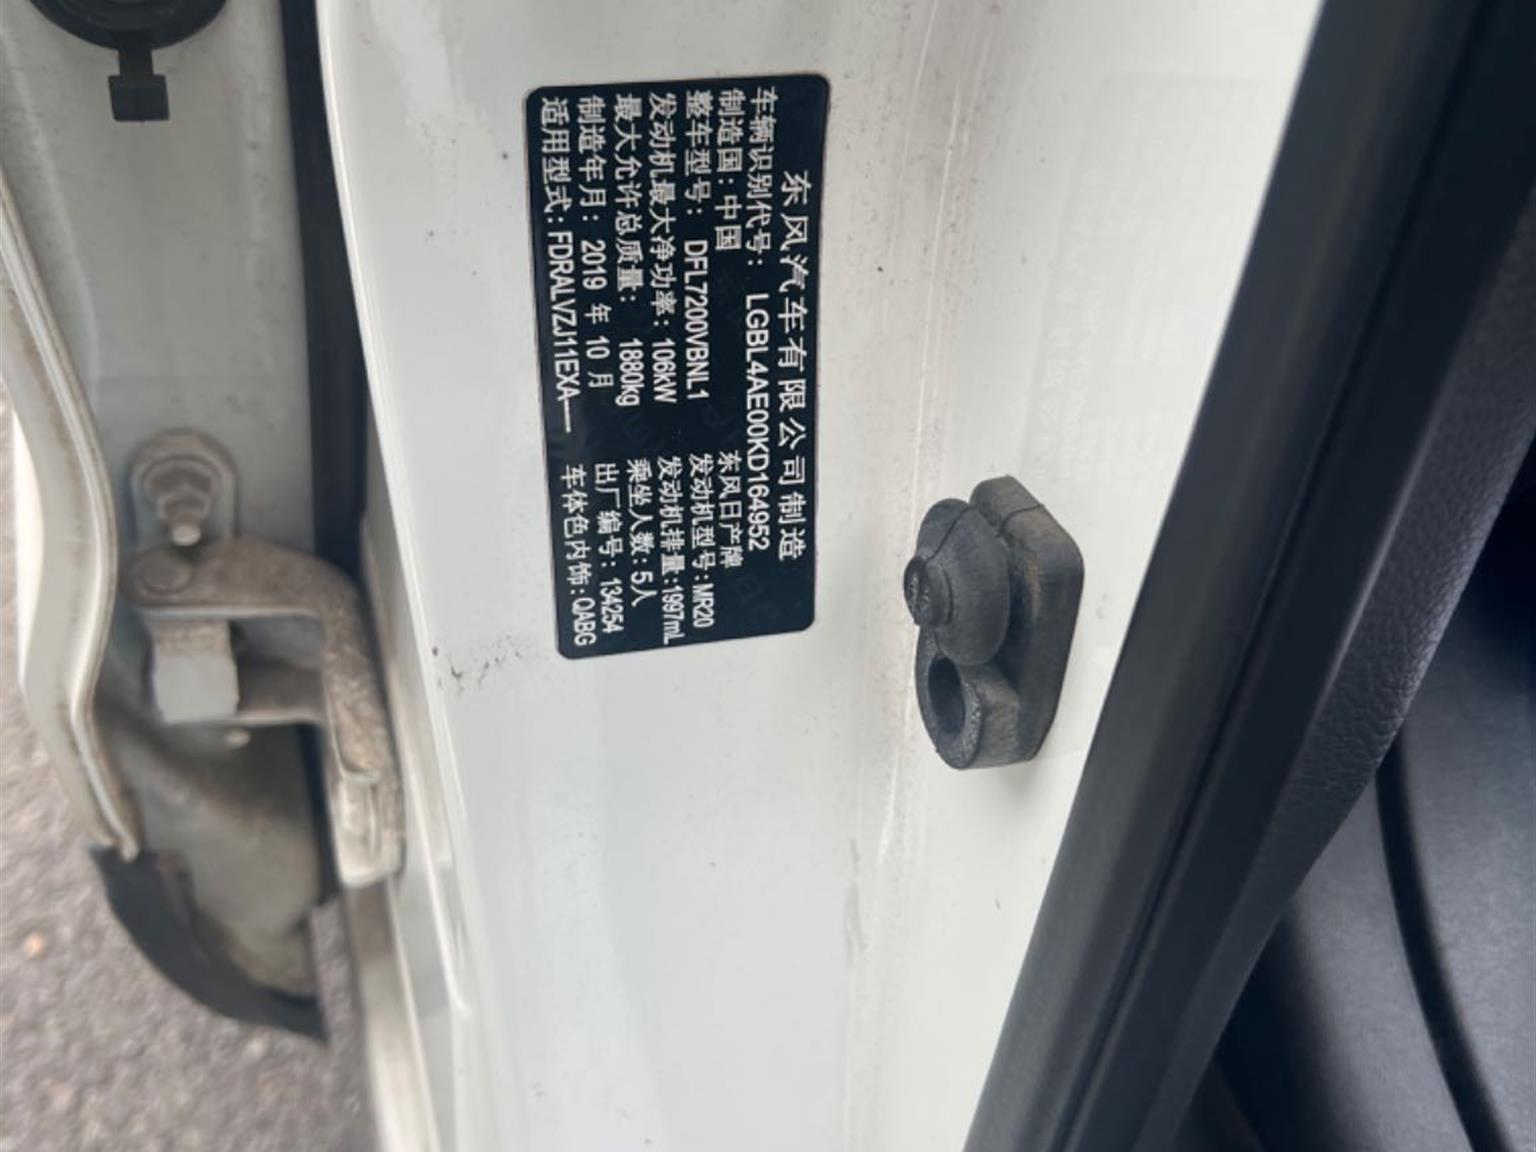 东风汽车有限公司制造
车辆识别代号: LGBL4AE00KD164952
制造国:中国 东风日产牌
整车型号: DFL7200VBNL1 发动机型号:MR20
发动机最大净功率:106kW 发动机排量:1997mL
最大允许总质量: 1880kg 乘坐人数:5人
制造年月: 2019 年 10 月 出厂编号:134254
适用型式:FDRALVZJ11EXA— 车体色内饰:QABG